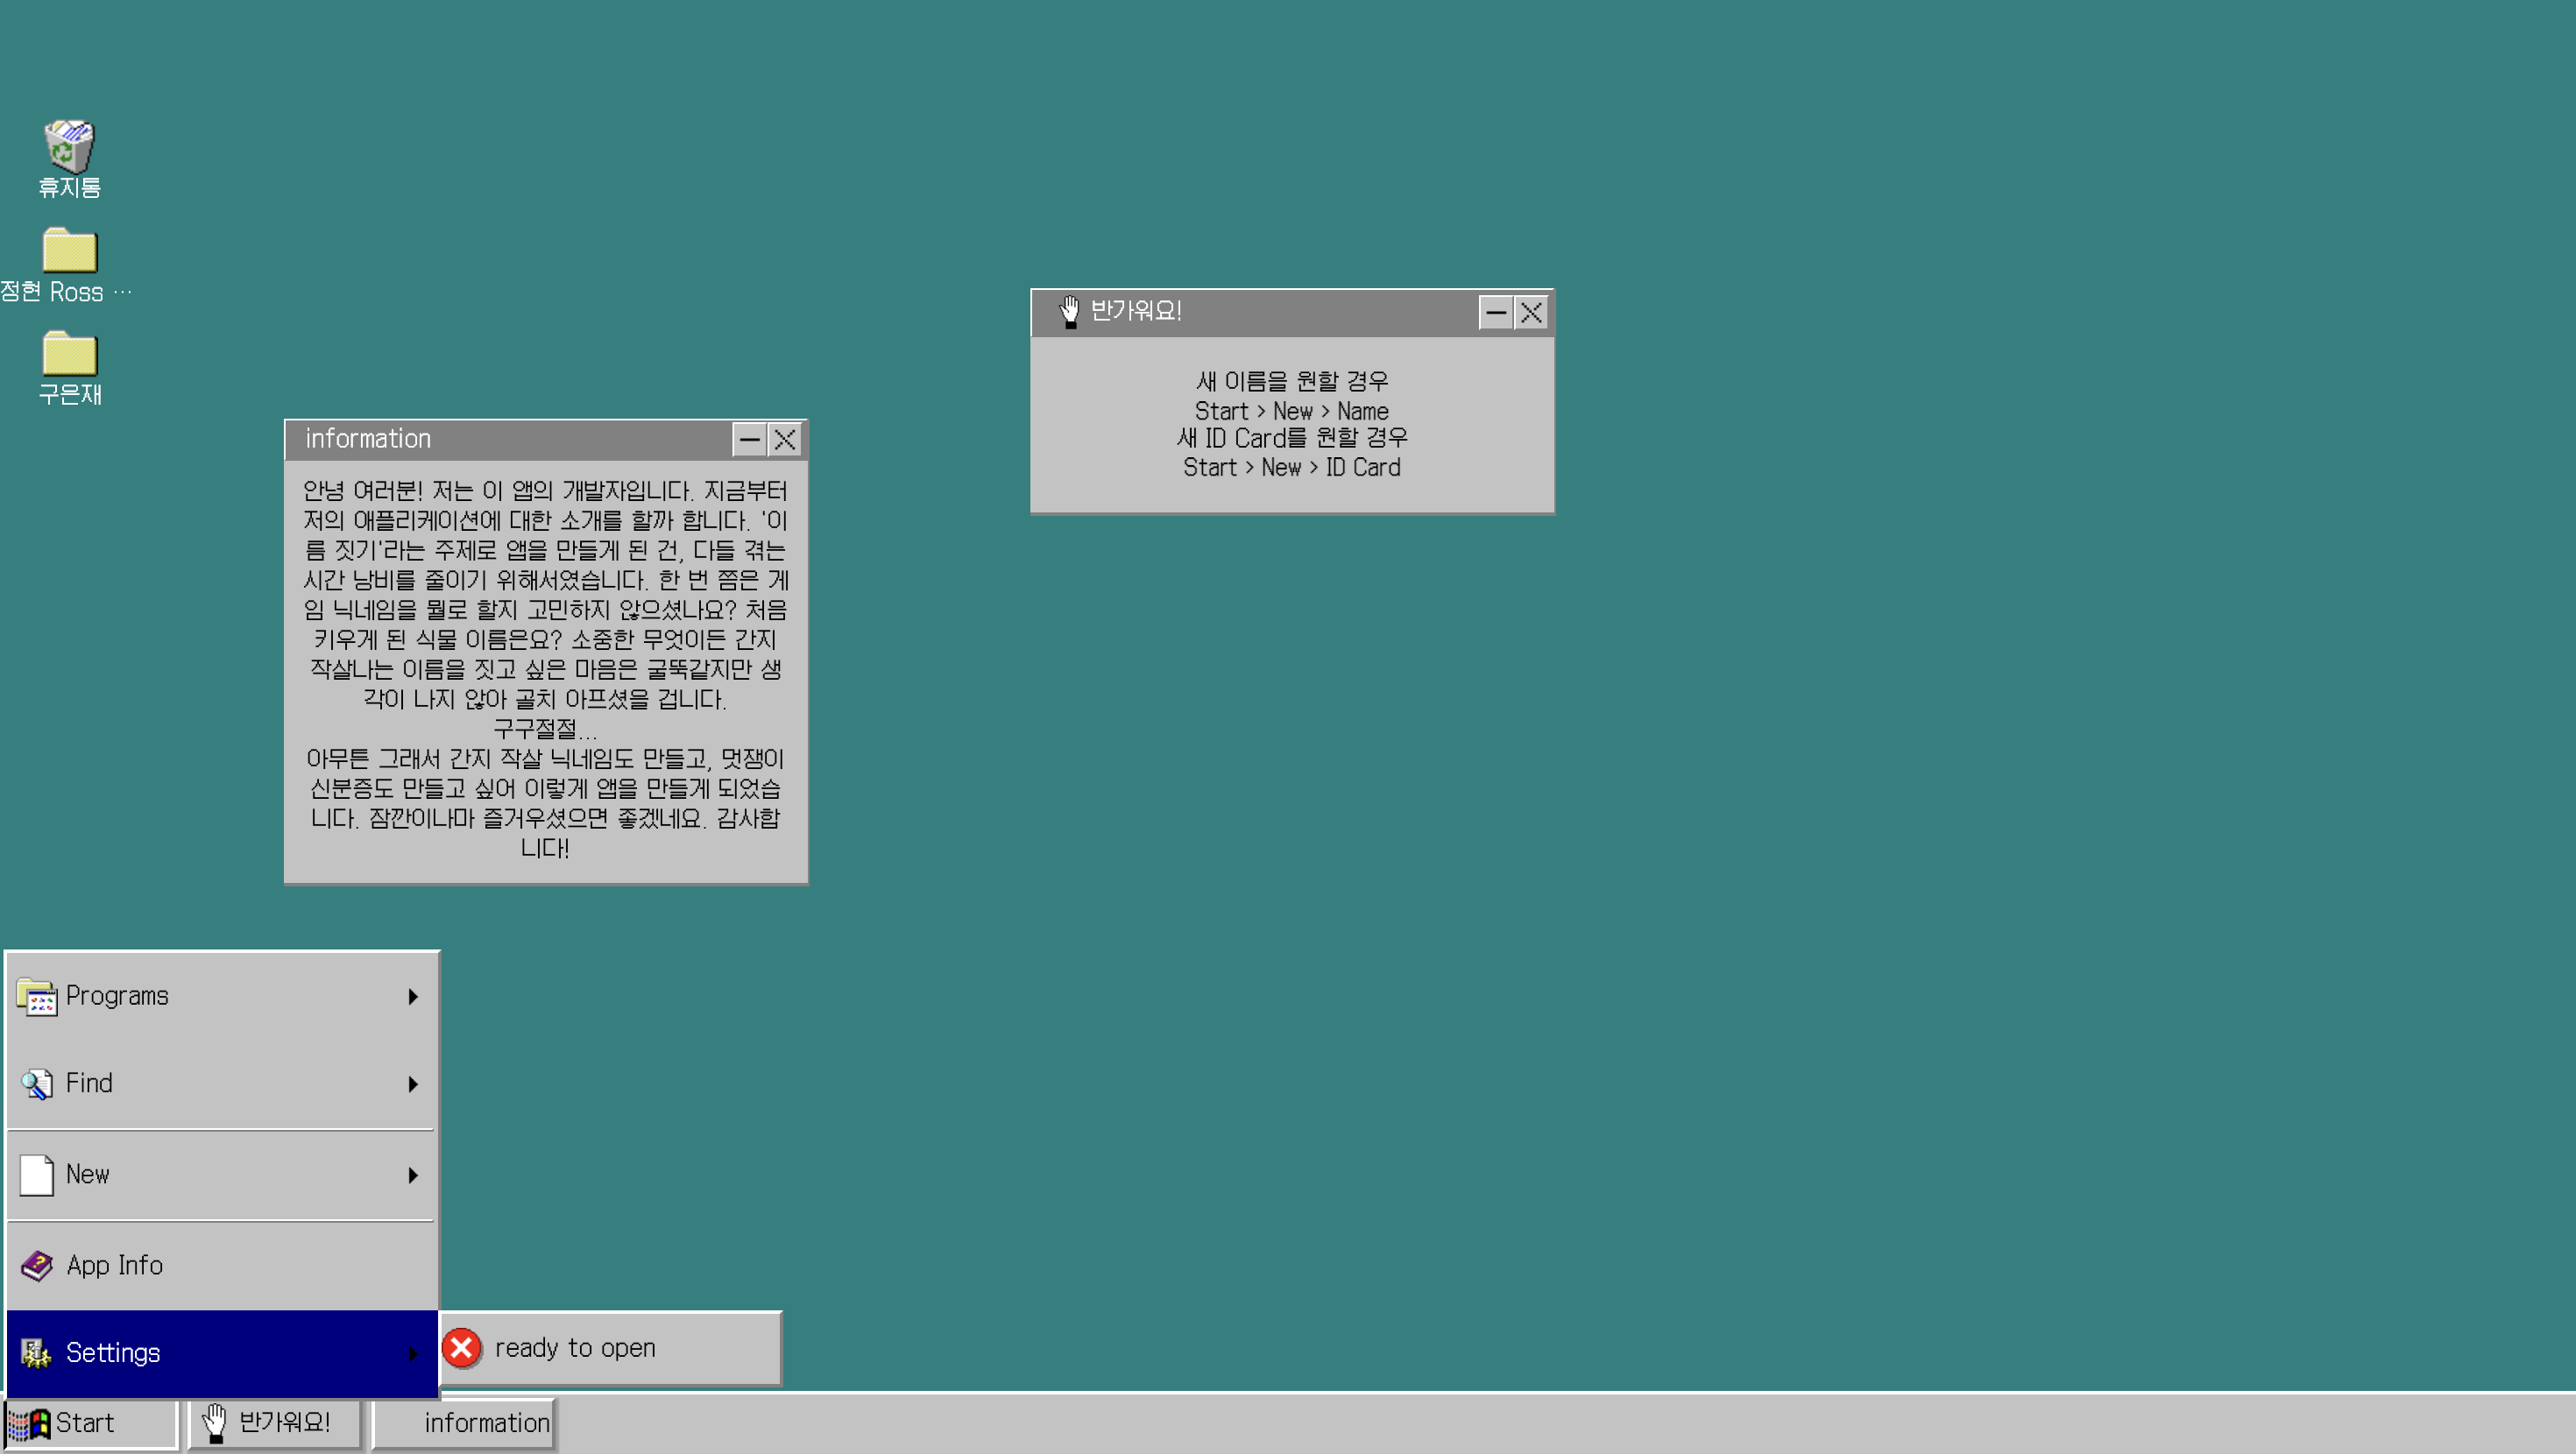 휴지통
정현 Ross …
구은재
반가워요!
새 이름을 원할 경우
Start > New > Name
새 ID Card를 원할 경우
Start > New > ID Card
information
안녕 여러분! 저는 이 앱의 개발자입니다. 지금부터
저의 애플리케이션에 대한 소개를 할까 합니다. '이
름 짓기'라는 주제로 앱을 만들게 된 건, 다들 겪는
시간 낭비를 줄이기 위해서였습니다. 한 번 쯤은 게
임 닉네임을 뭘로 할지 고민하지 않으셨나요? 처음
키우게 된 식물 이름은요? 소중한 무엇이든 간지
작살나는 이름을 짓고 싶은 마음은 굴뚝같지만 생
각이 나지 않아 골치 아프셨을 겁니다.
구구절절...
아무튼 그래서 간지 작살 닉네임도 만들고, 멋쟁이
신분증도 만들고 싶어 이렇게 앱을 만들게 되었습
니다. 잠깐이나마 즐거우셨으면 좋겠네요. 감사합
니다!
Programs
Find
New
App Info
Settings
ready to open
Start
반가워요!
information